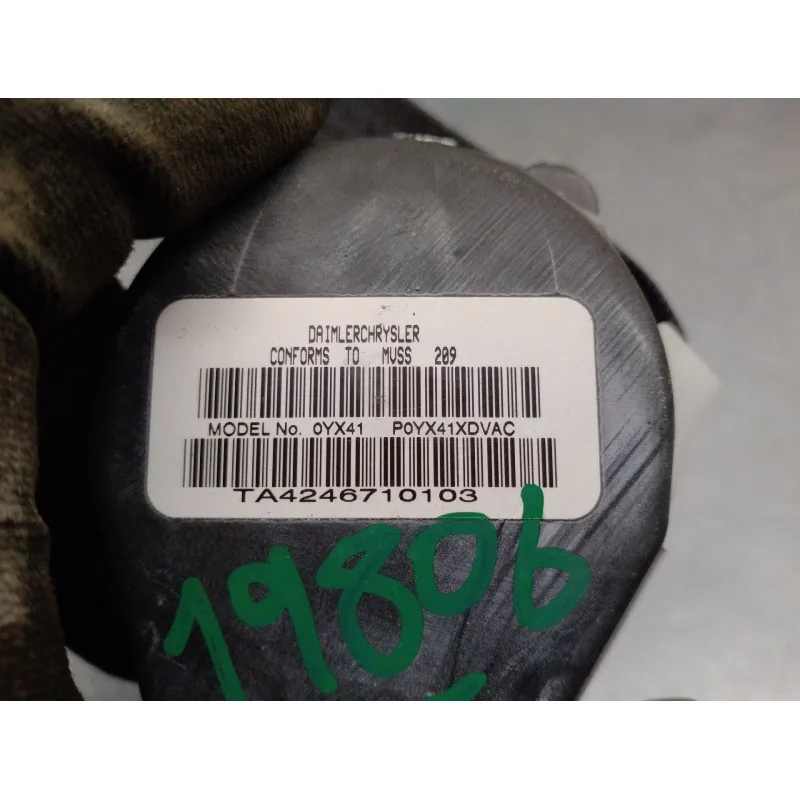 DAIMLERCHRYSLER
CONFORMS TO MVSS 209
MODEL No. 0YX41 P0YX41XDVAC
TA4246710103
19806